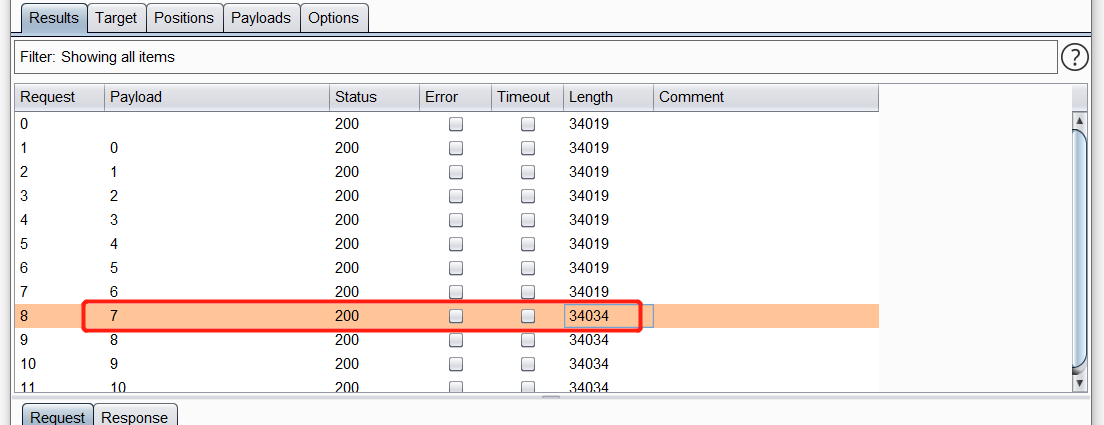 Results Target Positions Payloads Options
Filter: Showing all items ?
Request Payload Status Error Timeout Length Comment
0 200 34019
1 0 200 34019
2 1 200 34019
3 2 200 34019
4 3 200 34019
5 4 200 34019
6 5 200 34019
7 6 200 34019
8 7 200 34034
9 8 200 34034
10 9 200 34034
11 10 200 34034
Request Response